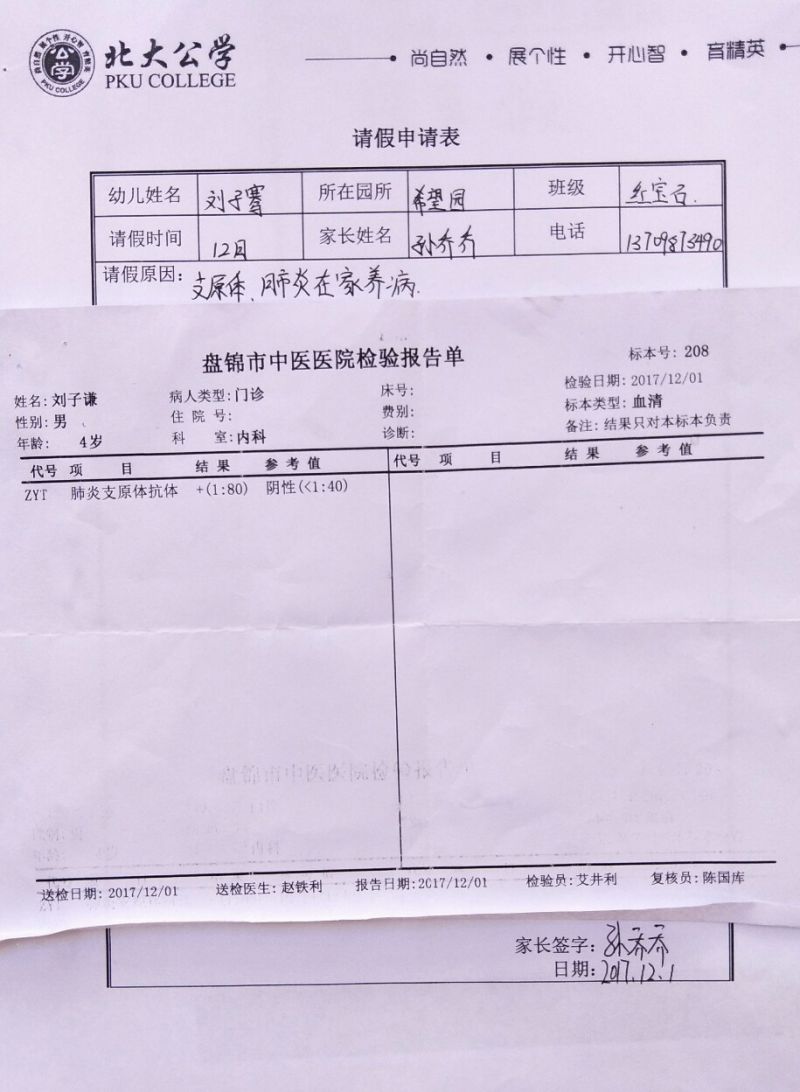 北大公学
PKU COLLEGE
尚自然 • 展个性 • 开心智 • 育精英
请假申请表
幼儿姓名 刘子骞 所在园所 希望园 班级 红宝石.
请假时间 12月 家长姓名 孙乔乔 电话 13709873490
请假原因: 支原体、肺炎在家养病.
盘锦市中医医院检验报告单
标本号: 208
姓名: 刘子谦 病人类型: 门诊 床号: 检验日期: 2017/12/01
性别: 男 住 院 号: 费别: 标本类型: 血清
年龄: 4岁 科 室: 内科 诊断: 备注: 结果只对本标本负责
代号 项 目 结 果 参 考 值 代号 项 目 结 果 参 考 值
ZYT 肺炎支原体抗体 +(1:80) 阴性(<1:40)
送检日期: 2017/12/01 送检医生: 赵铁利 报告日期: 2017/12/01 检验员: 艾井利 复核员: 陈国库
家长签字: 孙乔乔
日期: 2017.12.1